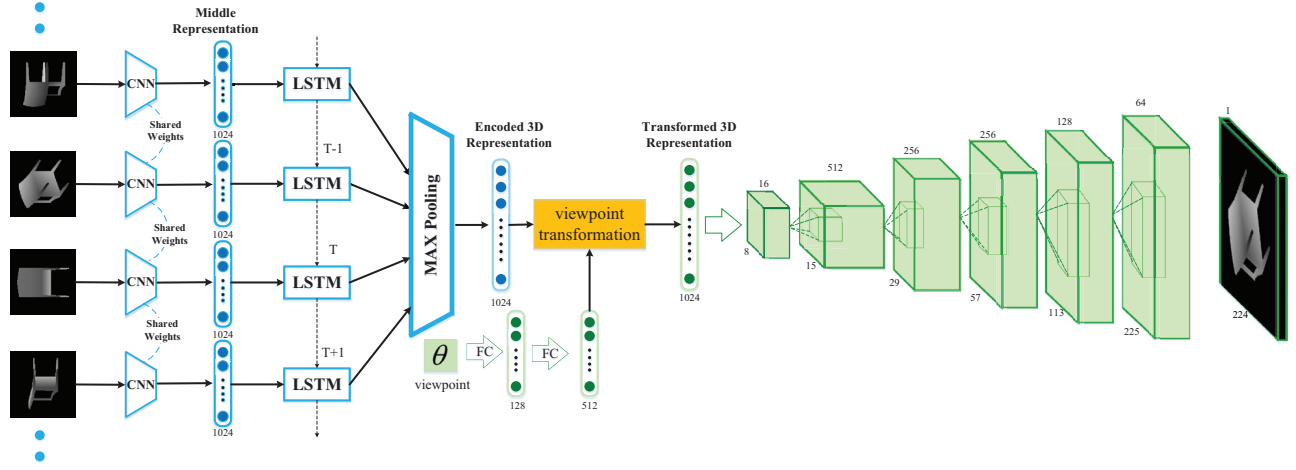 Middle
Representation
CNN
1024
LSTM
Shared
Weights
T-1
CNN
1024
LSTM
Shared
Weights
T
CNN
1024
LSTM
Shared
Weights
T+1
CNN
1024
LSTM
MAX Pooling
Encoded 3D
Representation
1024
viewpoint
transformation
θ
viewpoint
FC
128
FC
512
Transformed 3D
Representation
1024
16
8
512
15
256
29
256
57
128
113
64
225
1
224